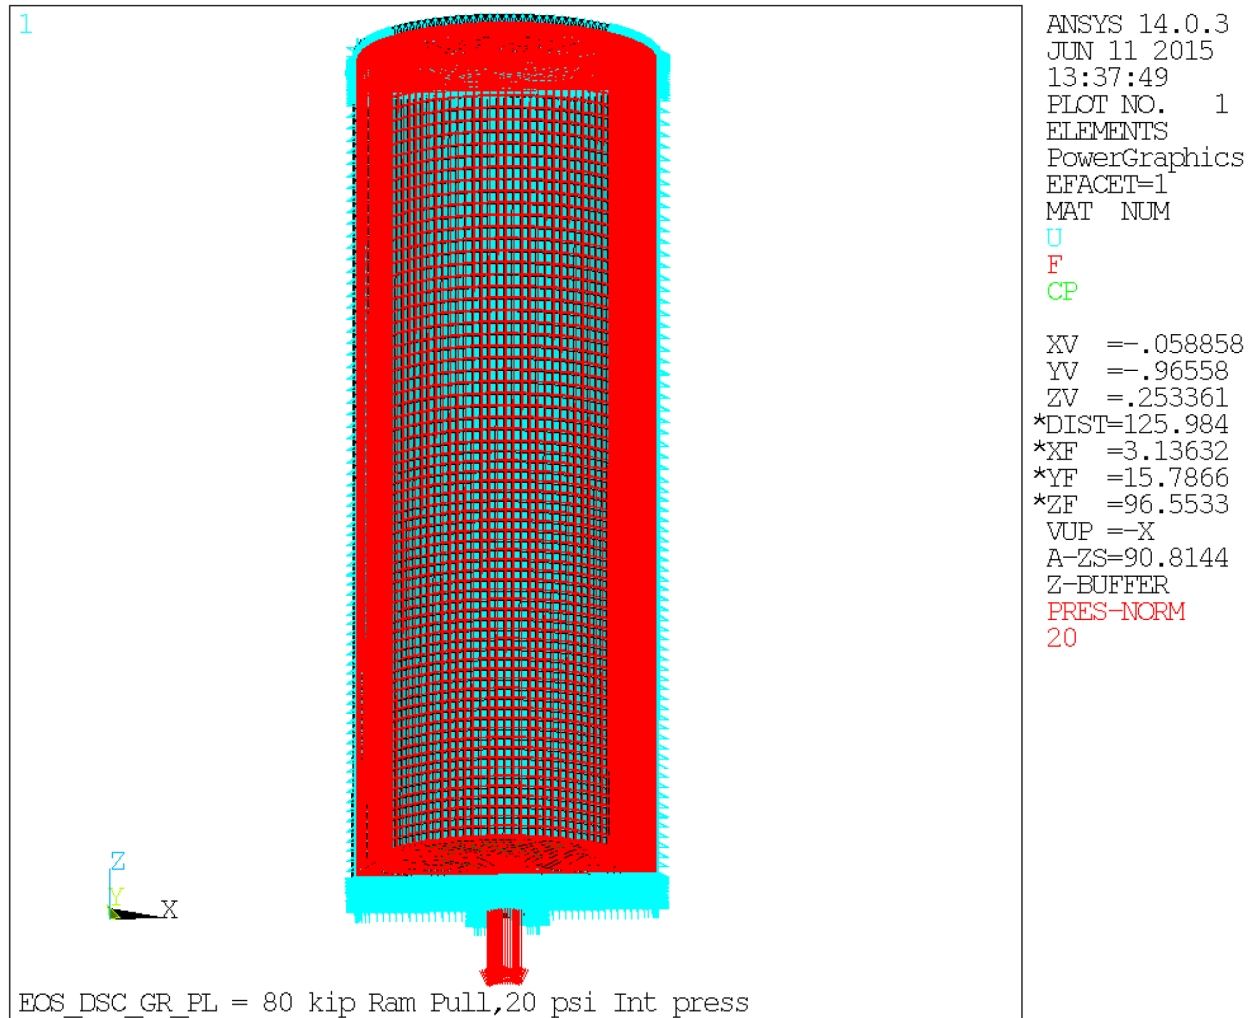 1
ANSYS 14.0.3
JUN 11 2015
13:37:49
PLOT NO.   1
ELEMENTS
PowerGraphics
EFACET=1
MAT  NUM
U
F
CP
XV  =-.058858
YV  =-.96558
ZV  =.253361
*DIST=125.984
*XF  =3.13632
*YF  =15.7866
*ZF  =96.5533
VUP =-X
A-ZS=90.8144
Z-BUFFER
PRES-NORM
20
Z
Y
X
EOS_DSC_GR_PL = 80 kip Ram Pull,20 psi Int press